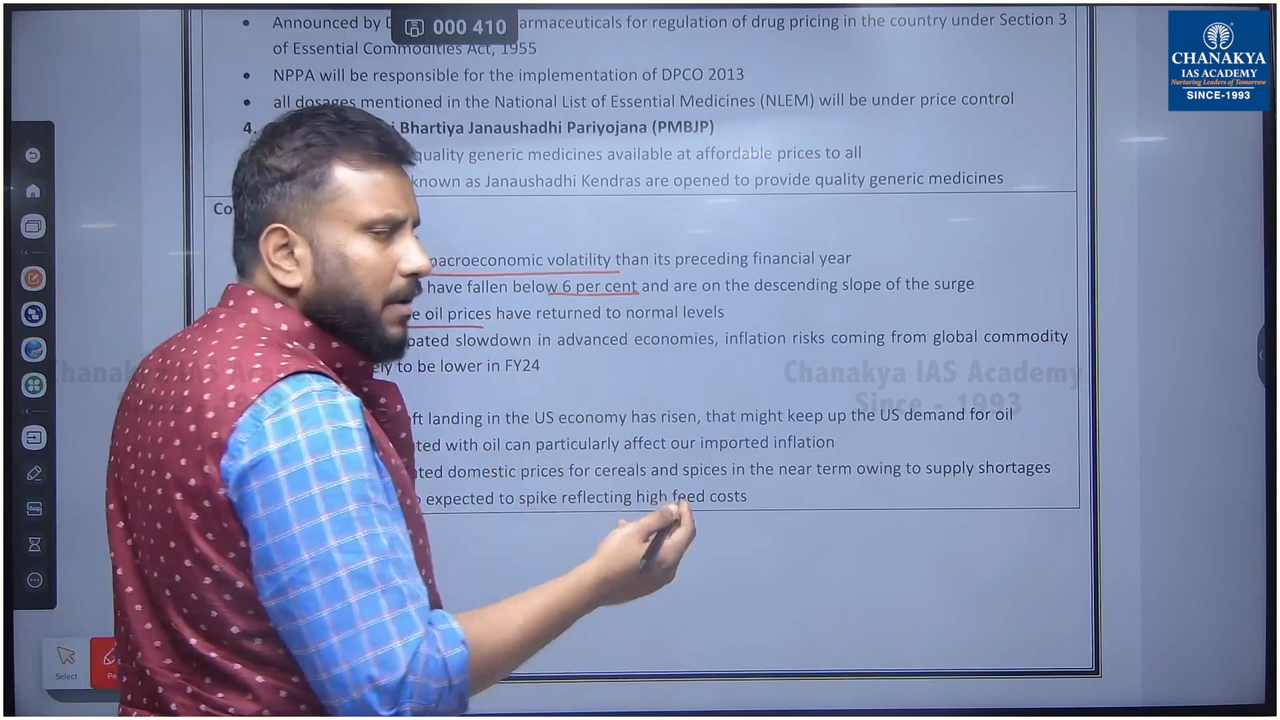 Announced by armaceuticals for regulation of drug pricing in the country under Section 3
of Essential Commodities Act, 1955
NPPA will be responsible for the implementation of DPCO 2013
all dosages mentioned in the National List of Essential Medicines (NLEM) will be under price control
4. Bhartiya Janaushadhi Pariyojana (PMBJP)
quality generic medicines available at affordable prices to all
known as Janaushadhi Kendras are opened to provide quality generic medicines
Co
macroeconomic volatility than its preceding financial year
have fallen below 6 per cent and are on the descending slope of the surge
oil prices have returned to normal levels
pated slowdown in advanced economies, inflation risks coming from global commodity
ely to be lower in FY24
ft landing in the US economy has risen, that might keep up the US demand for oil
ted with oil can particularly affect our imported inflation
ted domestic prices for cereals and spices in the near term owing to supply shortages
expected to spike reflecting high feed costs
000 410
CHANAKYA
IAS ACADEMY
Nurturing Leaders of Tomorrow
SINCE-1993
Chanakya IAS Academy
Since - 1993
Select